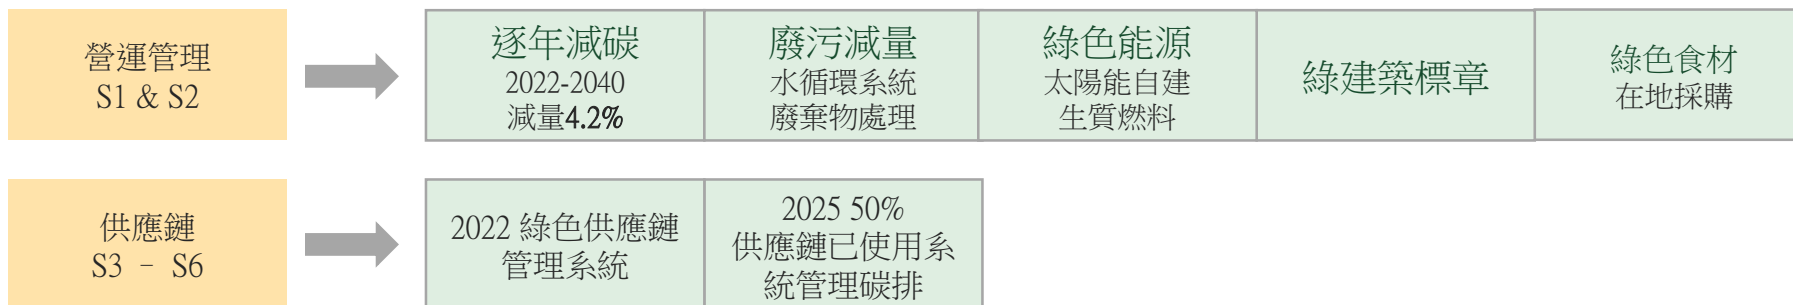 營運管理
S1 & S2
逐年減碳
2022-2040
減量4.2%
廢污減量
水循環系統
廢棄物處理
綠色能源
太陽能自建
生質燃料
綠建築標章
綠色食材
在地採購
供應鏈
S3 - S6
2022 綠色供應鏈
管理系統
2025 50%
供應鏈已使用系
統管理碳排